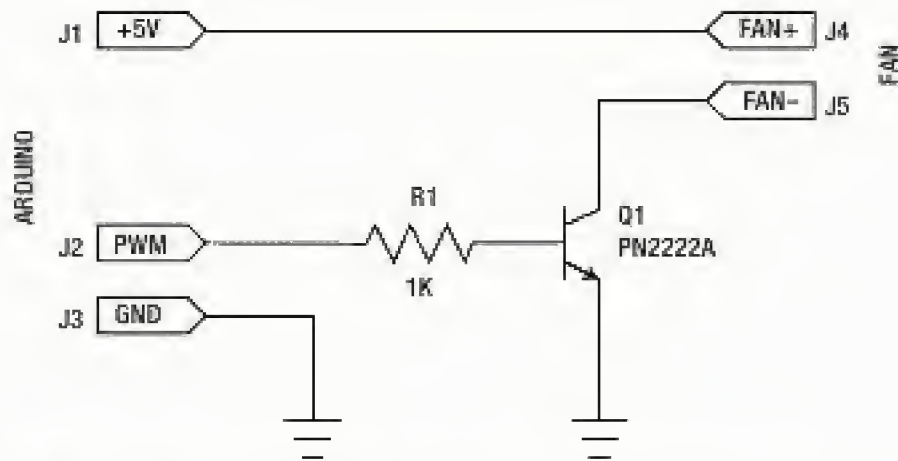 J1 +5V FAN+ J4
FAN
FAN- J5
ARDUINO
R1
Q1
J2 PWM PN2222A
1K
J3 GND